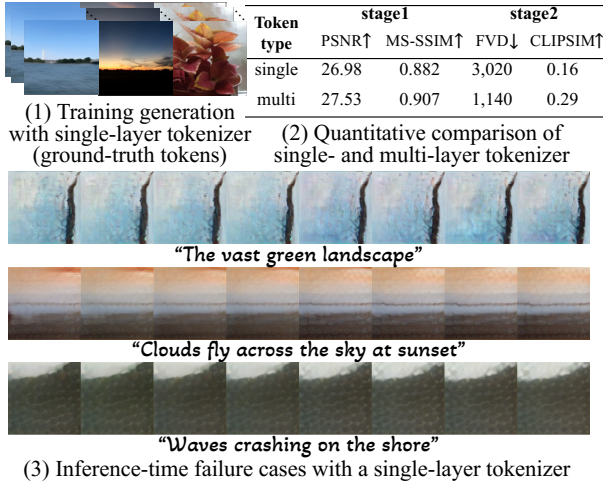 Token type stage1 stage2
PSNR↑ MS-SSIM↑ FVD↓ CLIPSIM↑
single 26.98 0.882 3,020 0.16
multi 27.53 0.907 1,140 0.29
(1) Training generation
with single-layer tokenizer
(ground-truth tokens)
(2) Quantitative comparison of
single- and multi-layer tokenizer
“The vast green landscape”
“Clouds fly across the sky at sunset”
“Waves crashing on the shore”
(3) Inference-time failure cases with a single-layer tokenizer